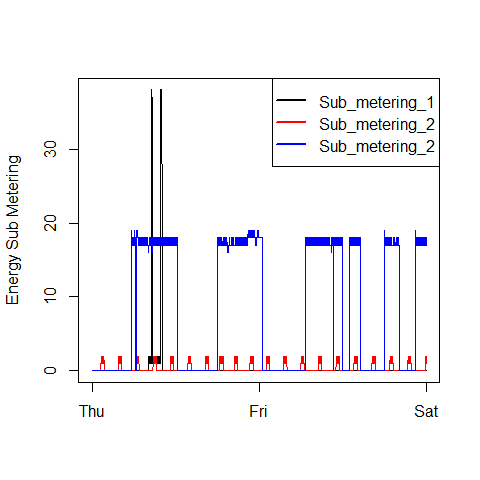 Sub_metering_1
Sub_metering_2
Sub_metering_2
Energy Sub Metering
30
20
10
0
Thu Fri Sat